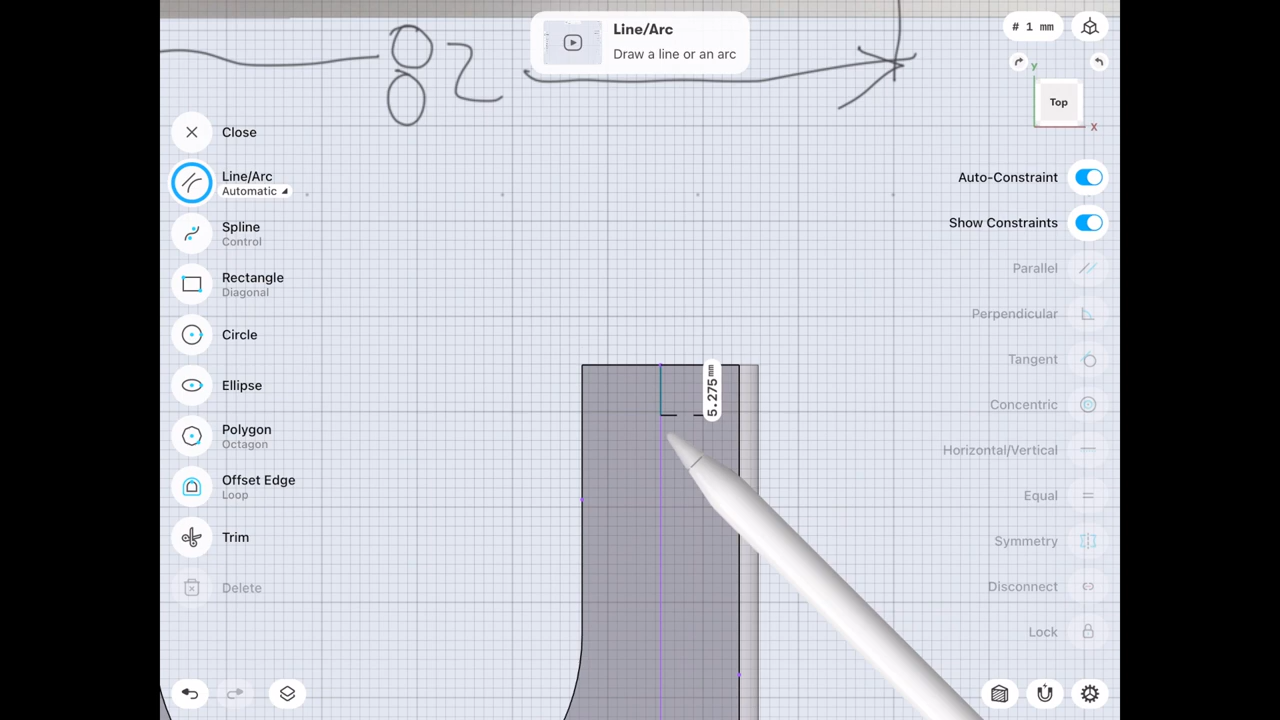 Line/Arc
Draw a line or an arc
# 1 mm
82
0
y
Top
X
Close
Line/Arc
Automatic
Spline
Control
Rectangle
Diagonal
Circle
Ellipse
Polygon
Octagon
Offset Edge
Loop
Trim
Delete
5.275 mm
Auto-Constraint
Show Constraints
Parallel
Perpendicular
Tangent
Concentric
Horizontal/Vertical
Equal
Symmetry
Disconnect
Lock